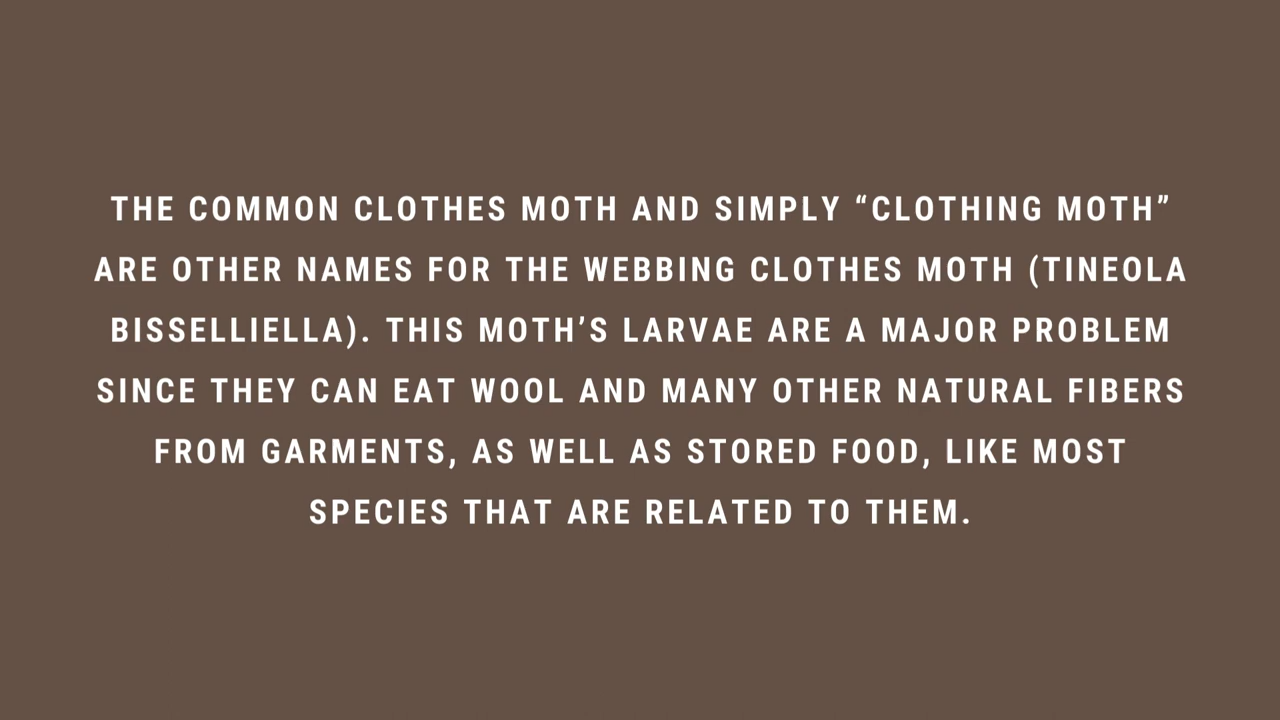 THE COMMON CLOTHES MOTH AND SIMPLY “CLOTHING MOTH”
ARE OTHER NAMES FOR THE WEBBING CLOTHES MOTH (TINEOLA
BISSELLIELLA). THIS MOTH’S LARVAE ARE A MAJOR PROBLEM
SINCE THEY CAN EAT WOOL AND MANY OTHER NATURAL FIBERS
FROM GARMENTS, AS WELL AS STORED FOOD, LIKE MOST
SPECIES THAT ARE RELATED TO THEM.